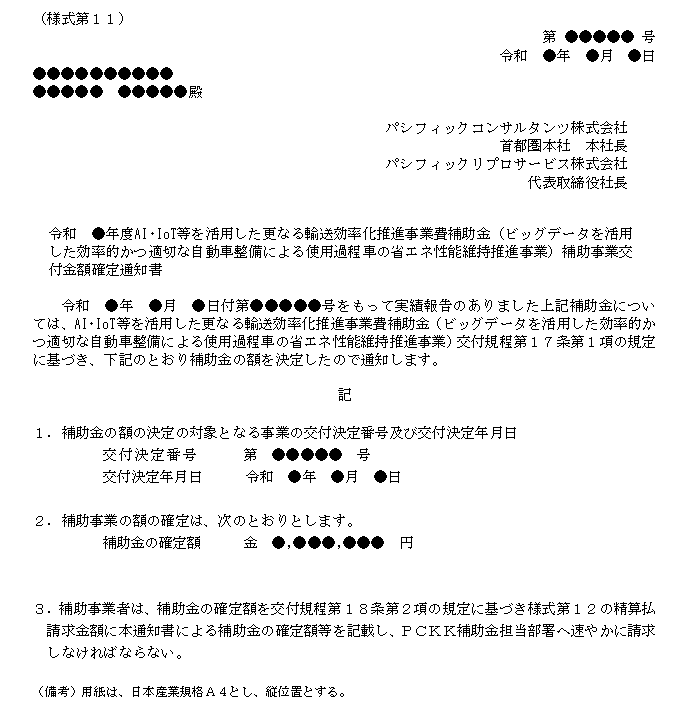 （様式第１１）
第 ●●●●● 号
令和　●年　●月　●日
●●●●●●●●●●
●●●●●　●●●●●殿
パシフィックコンサルタンツ株式会社
首都圏本社　本社長
パシフィックリプロサービス株式会社
代表取締役社長
令和　●年度AI･IoT等を活用した更なる輸送効率化推進事業費補助金（ビッグデータを活用
した効率的かつ適切な自動車整備による使用過程車の省エネ性能維持推進事業）補助事業交
付金額確定通知書
令和　●年　●月　●日付第●●●●●号をもって実績報告のありました上記補助金につい
ては、AI･IoT等を活用した更なる輸送効率化推進事業費補助金（ビッグデータを活用した効率的か
つ適切な自動車整備による使用過程車の省エネ性能維持推進事業）交付規程第１７条第１項の規定
に基づき、下記のとおり補助金の額を決定したので通知します。
記
１．補助金の額の決定の対象となる事業の交付決定番号及び交付決定年月日
交付決定番号　　　第　●●●●●　号
交付決定年月日　　　令和　●年　●月　●日
２．補助事業の額の確定は、次のとおりとします。
補助金の確定額　　　金　●,●●●,●●●　円
３．補助事業者は、補助金の確定額を交付規程第１８条第２項の規定に基づき様式第１２の精算払
請求金額に本通知書による補助金の確定額等を記載し、ＰＣＫＫ補助金担当部署へ速やかに請求
しなければならない。
（備考）用紙は、日本産業規格Ａ４とし、縦位置とする。